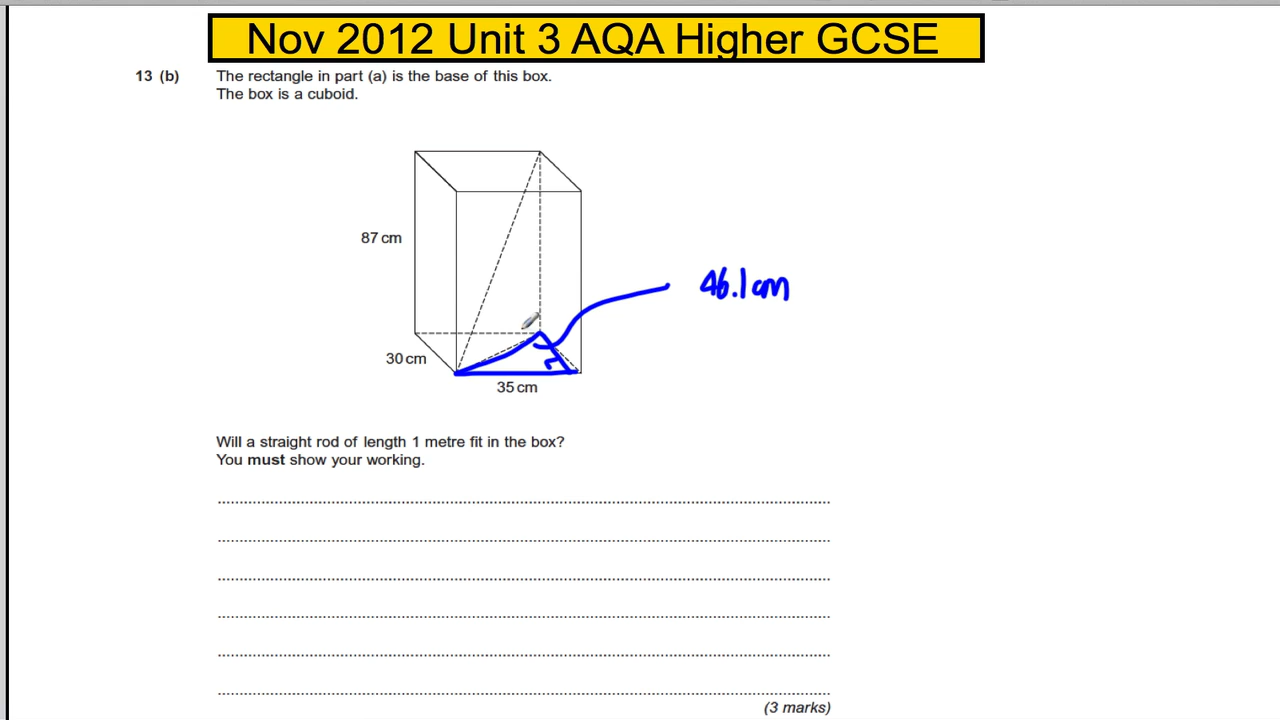 Nov 2012 Unit 3 AQA Higher GCSE
13 (b) The rectangle in part (a) is the base of this box.
The box is a cuboid.
87 cm
46.1cm
30 cm
35 cm
Will a straight rod of length 1 metre fit in the box?
You must show your working.
(3 marks)